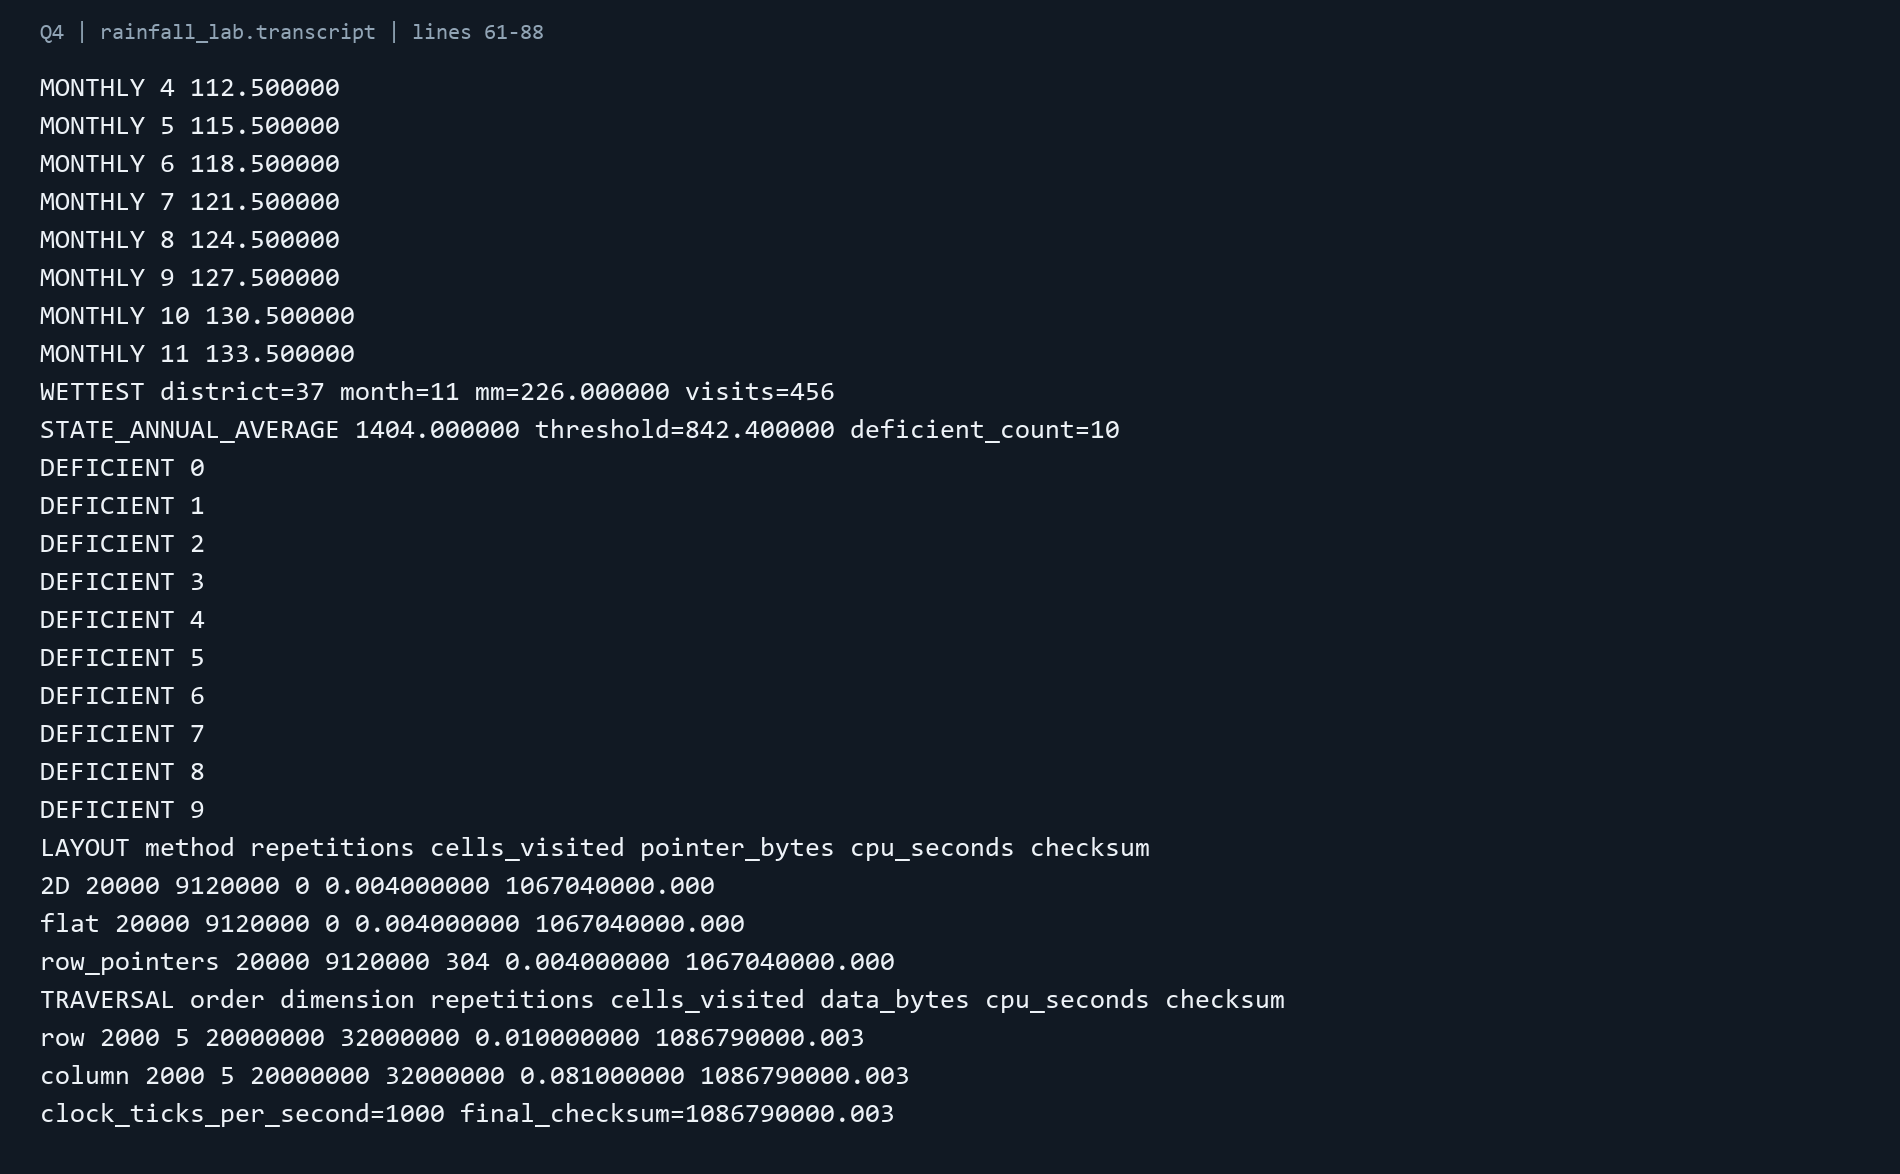 Q4 | rainfall_lab.transcript | lines 61-88
MONTHLY 4 112.500000
MONTHLY 5 115.500000
MONTHLY 6 118.500000
MONTHLY 7 121.500000
MONTHLY 8 124.500000
MONTHLY 9 127.500000
MONTHLY 10 130.500000
MONTHLY 11 133.500000
WETTEST district=37 month=11 mm=226.000000 visits=456
STATE_ANNUAL_AVERAGE 1404.000000 threshold=842.400000 deficient_count=10
DEFICIENT 0
DEFICIENT 1
DEFICIENT 2
DEFICIENT 3
DEFICIENT 4
DEFICIENT 5
DEFICIENT 6
DEFICIENT 7
DEFICIENT 8
DEFICIENT 9
LAYOUT method repetitions cells_visited pointer_bytes cpu_seconds checksum
2D 20000 9120000 0 0.004000000 1067040000.000
flat 20000 9120000 0 0.004000000 1067040000.000
row_pointers 20000 9120000 304 0.004000000 1067040000.000
TRAVERSAL order dimension repetitions cells_visited data_bytes cpu_seconds checksum
row 2000 5 20000000 32000000 0.010000000 1086790000.003
column 2000 5 20000000 32000000 0.081000000 1086790000.003
clock_ticks_per_second=1000 final_checksum=1086790000.003